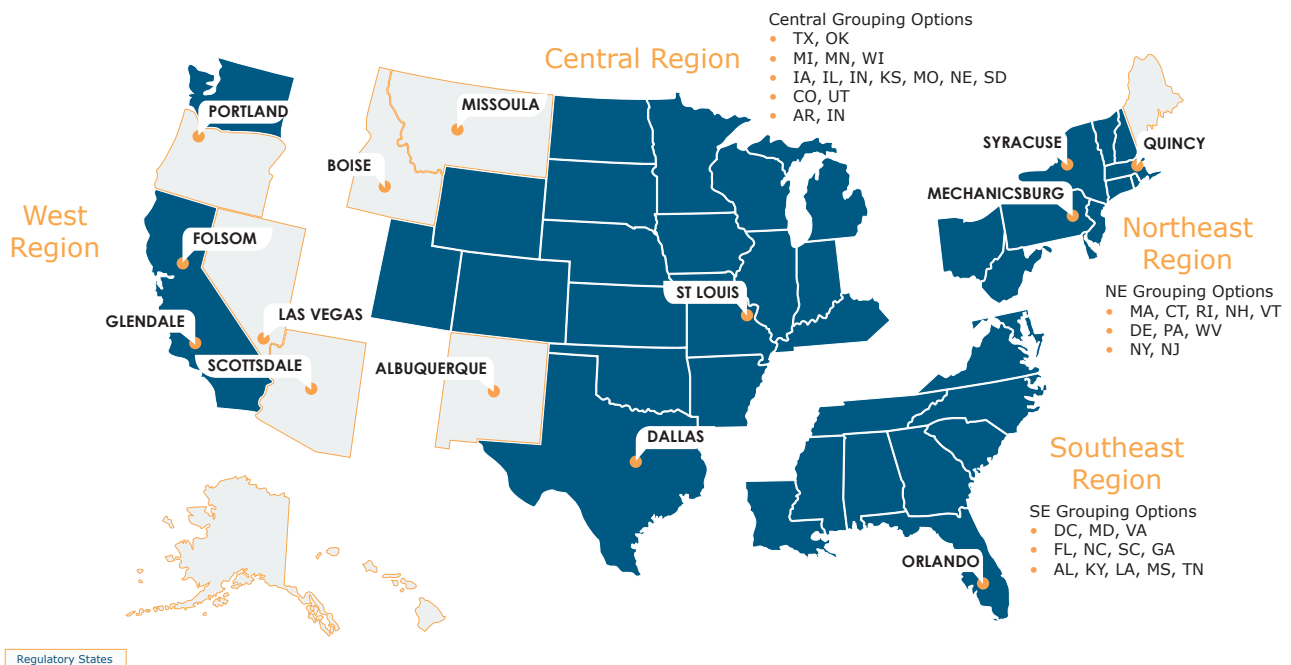 Central Grouping Options
• TX, OK
• MI, MN, WI
• IA, IL, IN, KS, MO, NE, SD
• CO, UT
• AR, IN
Central Region
PORTLAND
MISSOULA
BOISE
SYRACUSE
QUINCY
MECHANICSBURG
West
Region
FOLSOM
Northeast
Region
NE Grouping Options
• MA, CT, RI, NH, VT
• DE, PA, WV
• NY, NJ
ST LOUIS
GLENDALE
LAS VEGAS
SCOTTSDALE
ALBUQUERQUE
DALLAS
Southeast
Region
SE Grouping Options
• DC, MD, VA
• FL, NC, SC, GA
• AL, KY, LA, MS, TN
ORLANDO
Regulatory States